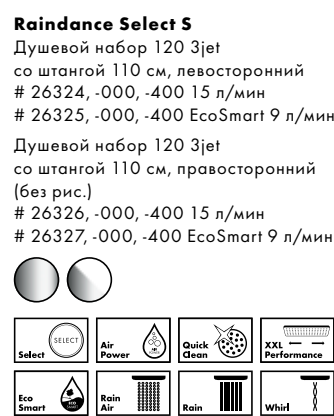 Raindance Select S
Душевой набор 120 3jet
со штангой 110 см, левосторонний
# 26324, -000, -400 15 л/мин
# 26325, -000, -400 EcoSmart 9 л/мин
Душевой набор 120 3jet
со штангой 110 см, правосторонний
(без рис.)
# 26326, -000, -400 15 л/мин
# 26327, -000, -400 EcoSmart 9 л/мин
SELECT
Select
Air
Power
Quick
Clean
XXL
Performance
Eco
Smart
ECO
Rain
Air
Rain
Whirl